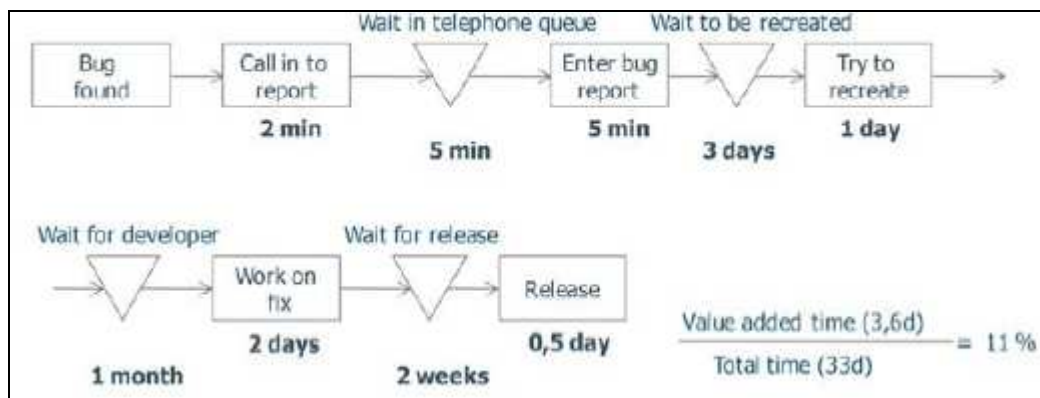 Wait in telephone queue
Wait to be recreated
Bug
found
Call in to
report
Enter bug
report
Try to
recreate
2 min
5 min
5 min
3 days
1 day
Wait for developer
Wait for release
Work on
fix
Release
1 month
2 days
2 weeks
0,5 day
Value added time (3,6d)
Total time (33d)
= 11 %